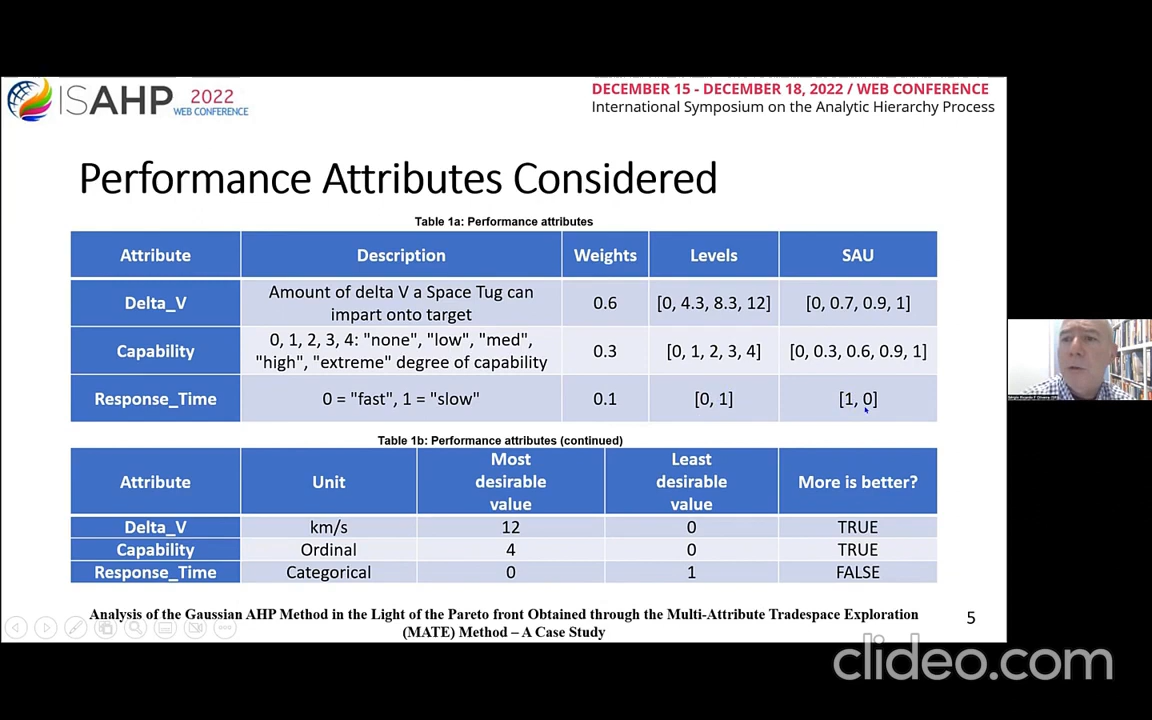 ISAHP 2022
WEB CONFERENCE
DECEMBER 15 - DECEMBER 18, 2022 / WEB CONFERENCE
International Symposium on the Analytic Hierarchy Process
Performance Attributes Considered
Table 1a: Performance attributes
Attribute Description Weights Levels SAU
Delta_V Amount of delta V a Space Tug can impart onto target 0.6 [0, 4.3, 8.3, 12] [0, 0.7, 0.9, 1]
Capability 0, 1, 2, 3, 4: "none", "low", "med", "high", "extreme" degree of capability 0.3 [0, 1, 2, 3, 4] [0, 0.3, 0.6, 0.9, 1]
Response_Time 0 = "fast", 1 = "slow" 0.1 [0, 1] [1, 0]
Table 1b: Performance attributes (continued)
Attribute Unit Most desirable value Least desirable value More is better?
Delta_V km/s 12 0 TRUE
Capability Ordinal 4 0 TRUE
Response_Time Categorical 0 1 FALSE
Analysis of the Gaussian AHP Method in the Light of the Pareto front Obtained through the Multi-Attribute Tradespace Exploration
(MATE) Method – A Case Study
5
clideo.com